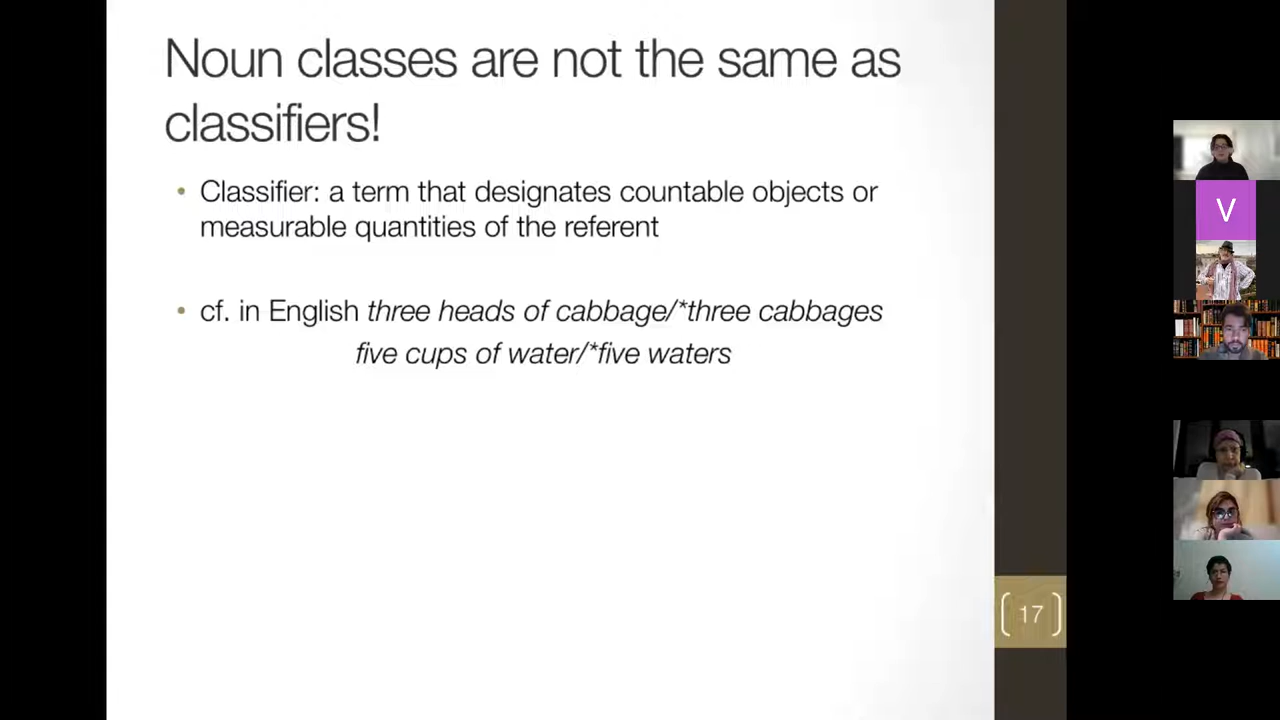 Noun classes are not the same as
classifiers!
• Classifier: a term that designates countable objects or
measurable quantities of the referent
• cf. in English three heads of cabbage/*three cabbages
five cups of water/*five waters
17
V